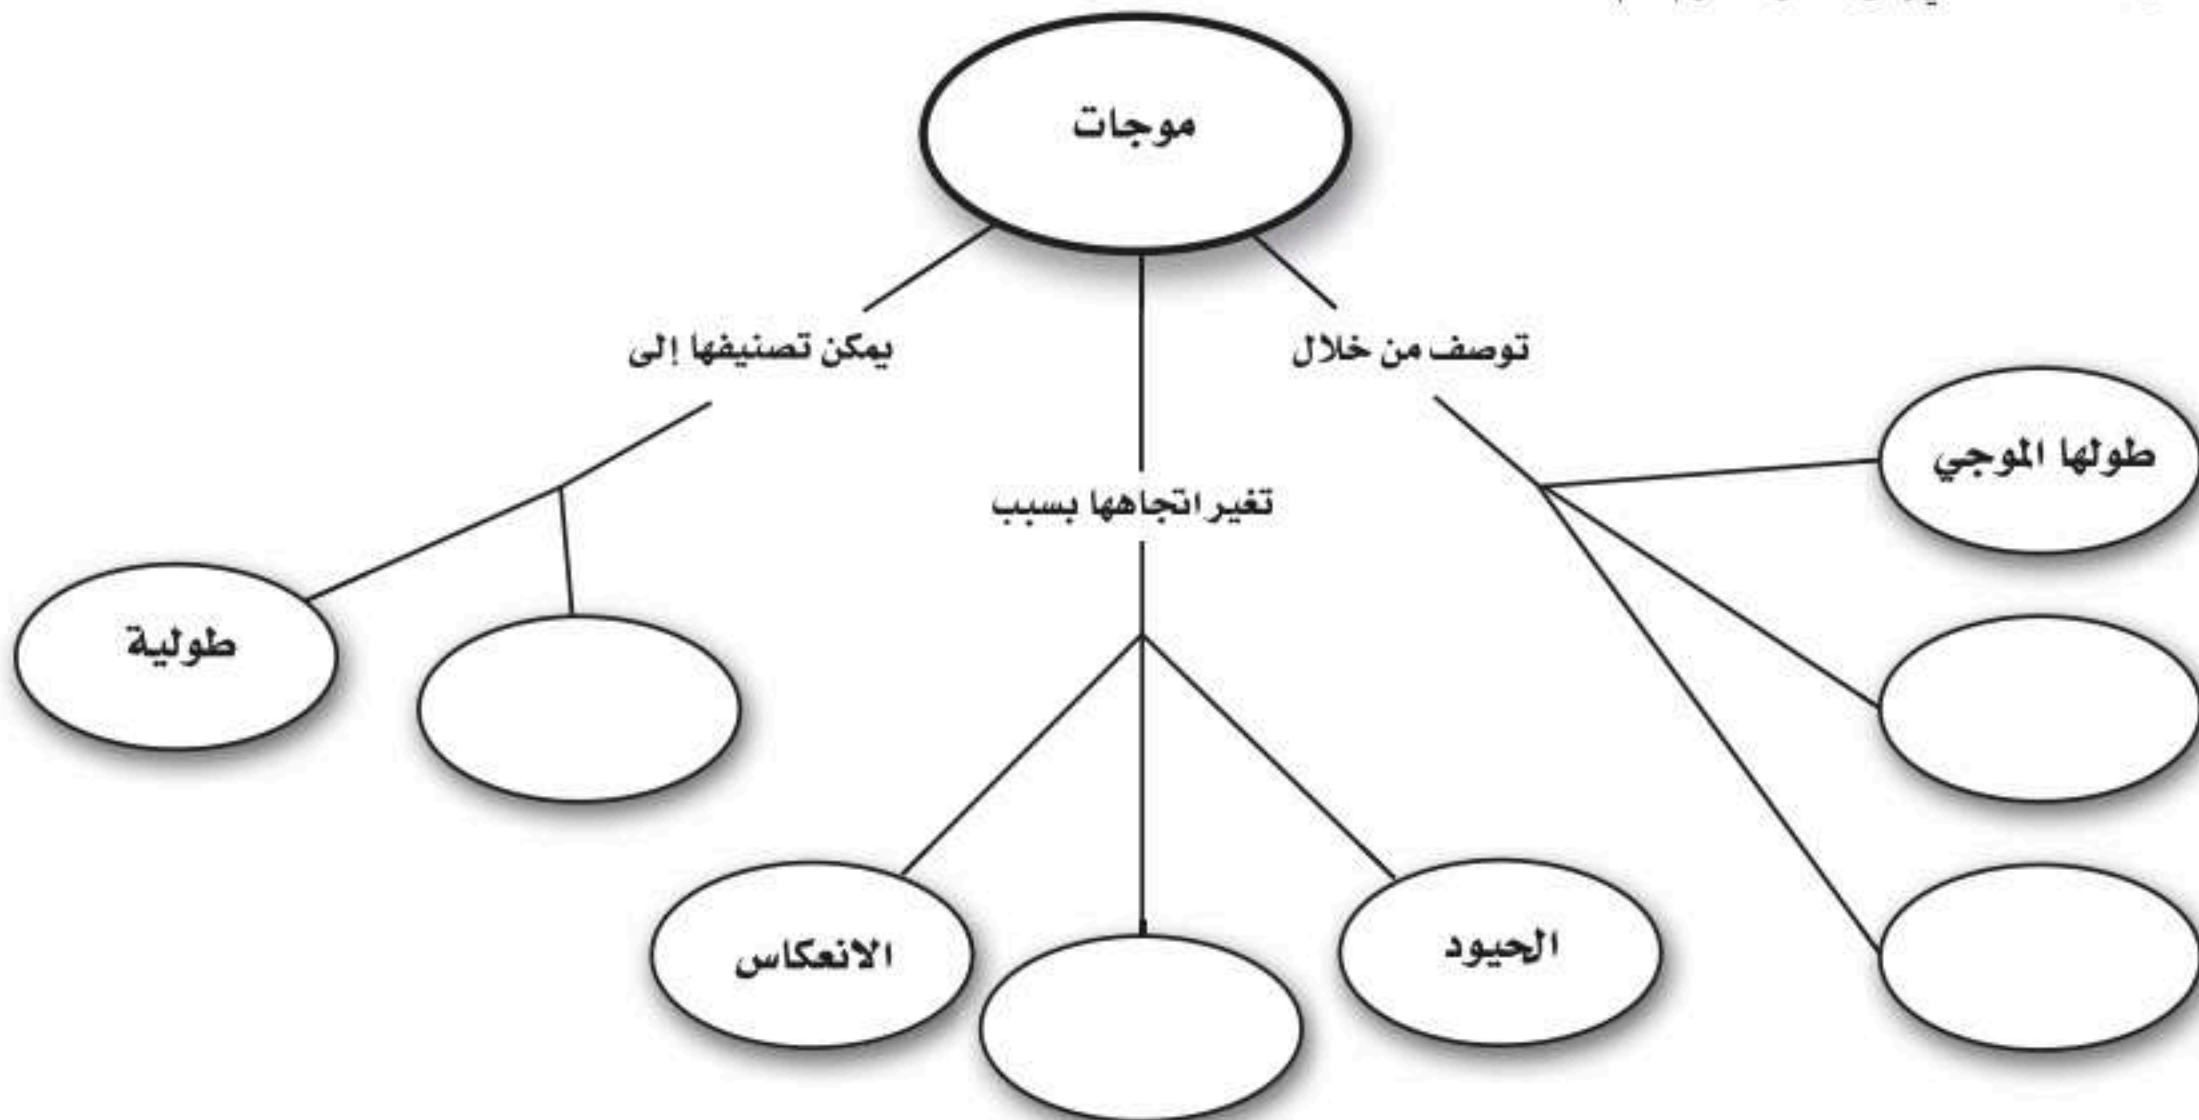 موجات
توصف من خلال
يمكن تصنيفها إلى
طولها الموجي
تغير اتجاهها بسبب
طولية
الحيود
الانعكاس